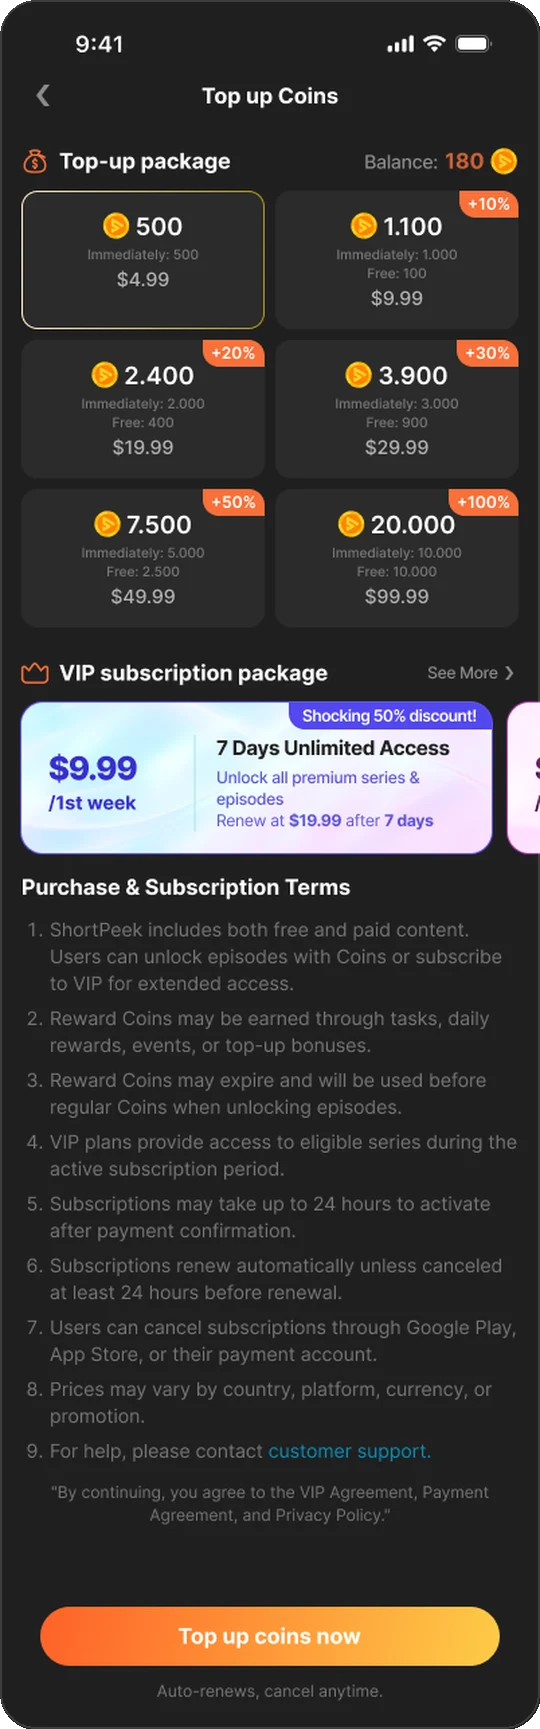 9:41
Top up Coins
Top-up package
Balance: 180
500
Immediately: 500
$4.99
+10%
1.100
Immediately: 1.000
Free: 100
$9.99
+20%
2.400
Immediately: 2.000
Free: 400
$19.99
+30%
3.900
Immediately: 3.000
Free: 900
$29.99
+50%
7.500
Immediately: 5.000
Free: 2.500
$49.99
+100%
20.000
Immediately: 10.000
Free: 10.000
$99.99
VIP subscription package
See More ❯
Shocking 50% discount!
$9.99
/1st week
7 Days Unlimited Access
Unlock all premium series &
episodes
Renew at $19.99 after 7 days
Purchase & Subscription Terms
1. ShortPeek includes both free and paid content.
Users can unlock episodes with Coins or subscribe
to VIP for extended access.
2. Reward Coins may be earned through tasks, daily
rewards, events, or top-up bonuses.
3. Reward Coins may expire and will be used before
regular Coins when unlocking episodes.
4. VIP plans provide access to eligible series during the
active subscription period.
5. Subscriptions may take up to 24 hours to activate
after payment confirmation.
6. Subscriptions renew automatically unless canceled
at least 24 hours before renewal.
7. Users can cancel subscriptions through Google Play,
App Store, or their payment account.
8. Prices may vary by country, platform, currency, or
promotion.
9. For help, please contact customer support.
"By continuing, you agree to the VIP Agreement, Payment
Agreement, and Privacy Policy."
Top up coins now
Auto-renews, cancel anytime.